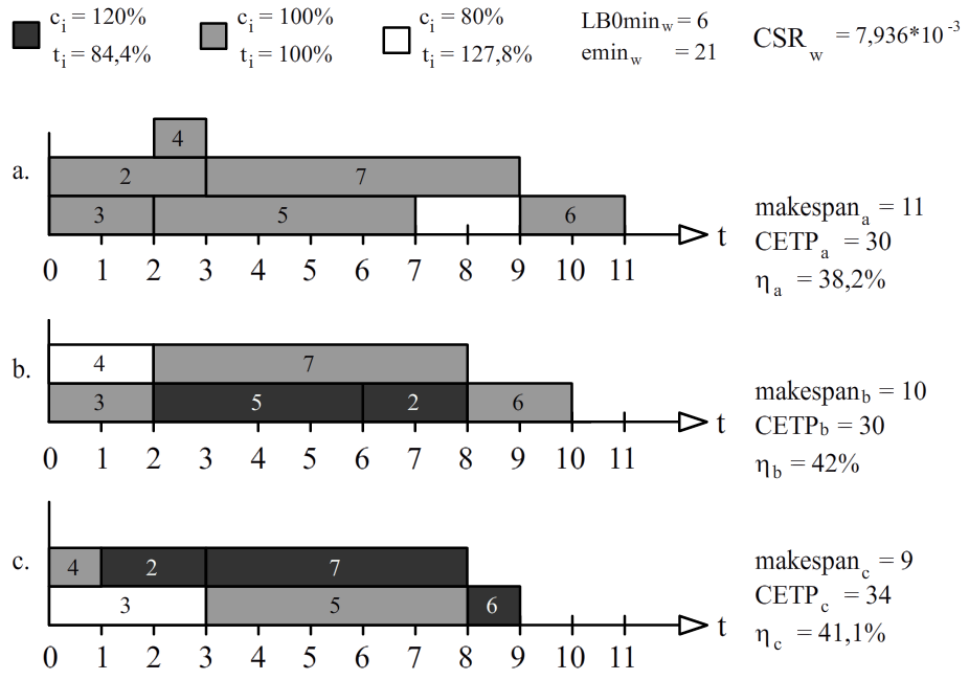 c_i = 120%
t_i = 84,4%
c_i = 100%
t_i = 100%
c_i = 80%
t_i = 127,8%
LB0min_w = 6
emin_w = 21
CSR_w = 7,936*10^-3
a.
4
2 7
3 5 6
t
0 1 2 3 4 5 6 7 8 9 10 11
makespan_a = 11
CETP_a = 30
η_a = 38,2%
b.
4 7
3 5 2 6
t
0 1 2 3 4 5 6 7 8 9 10 11
makespan_b = 10
CETP_b = 30
η_b = 42%
c.
4 2 7
3 5 6
t
0 1 2 3 4 5 6 7 8 9 10 11
makespan_c = 9
CETP_c = 34
η_c = 41,1%